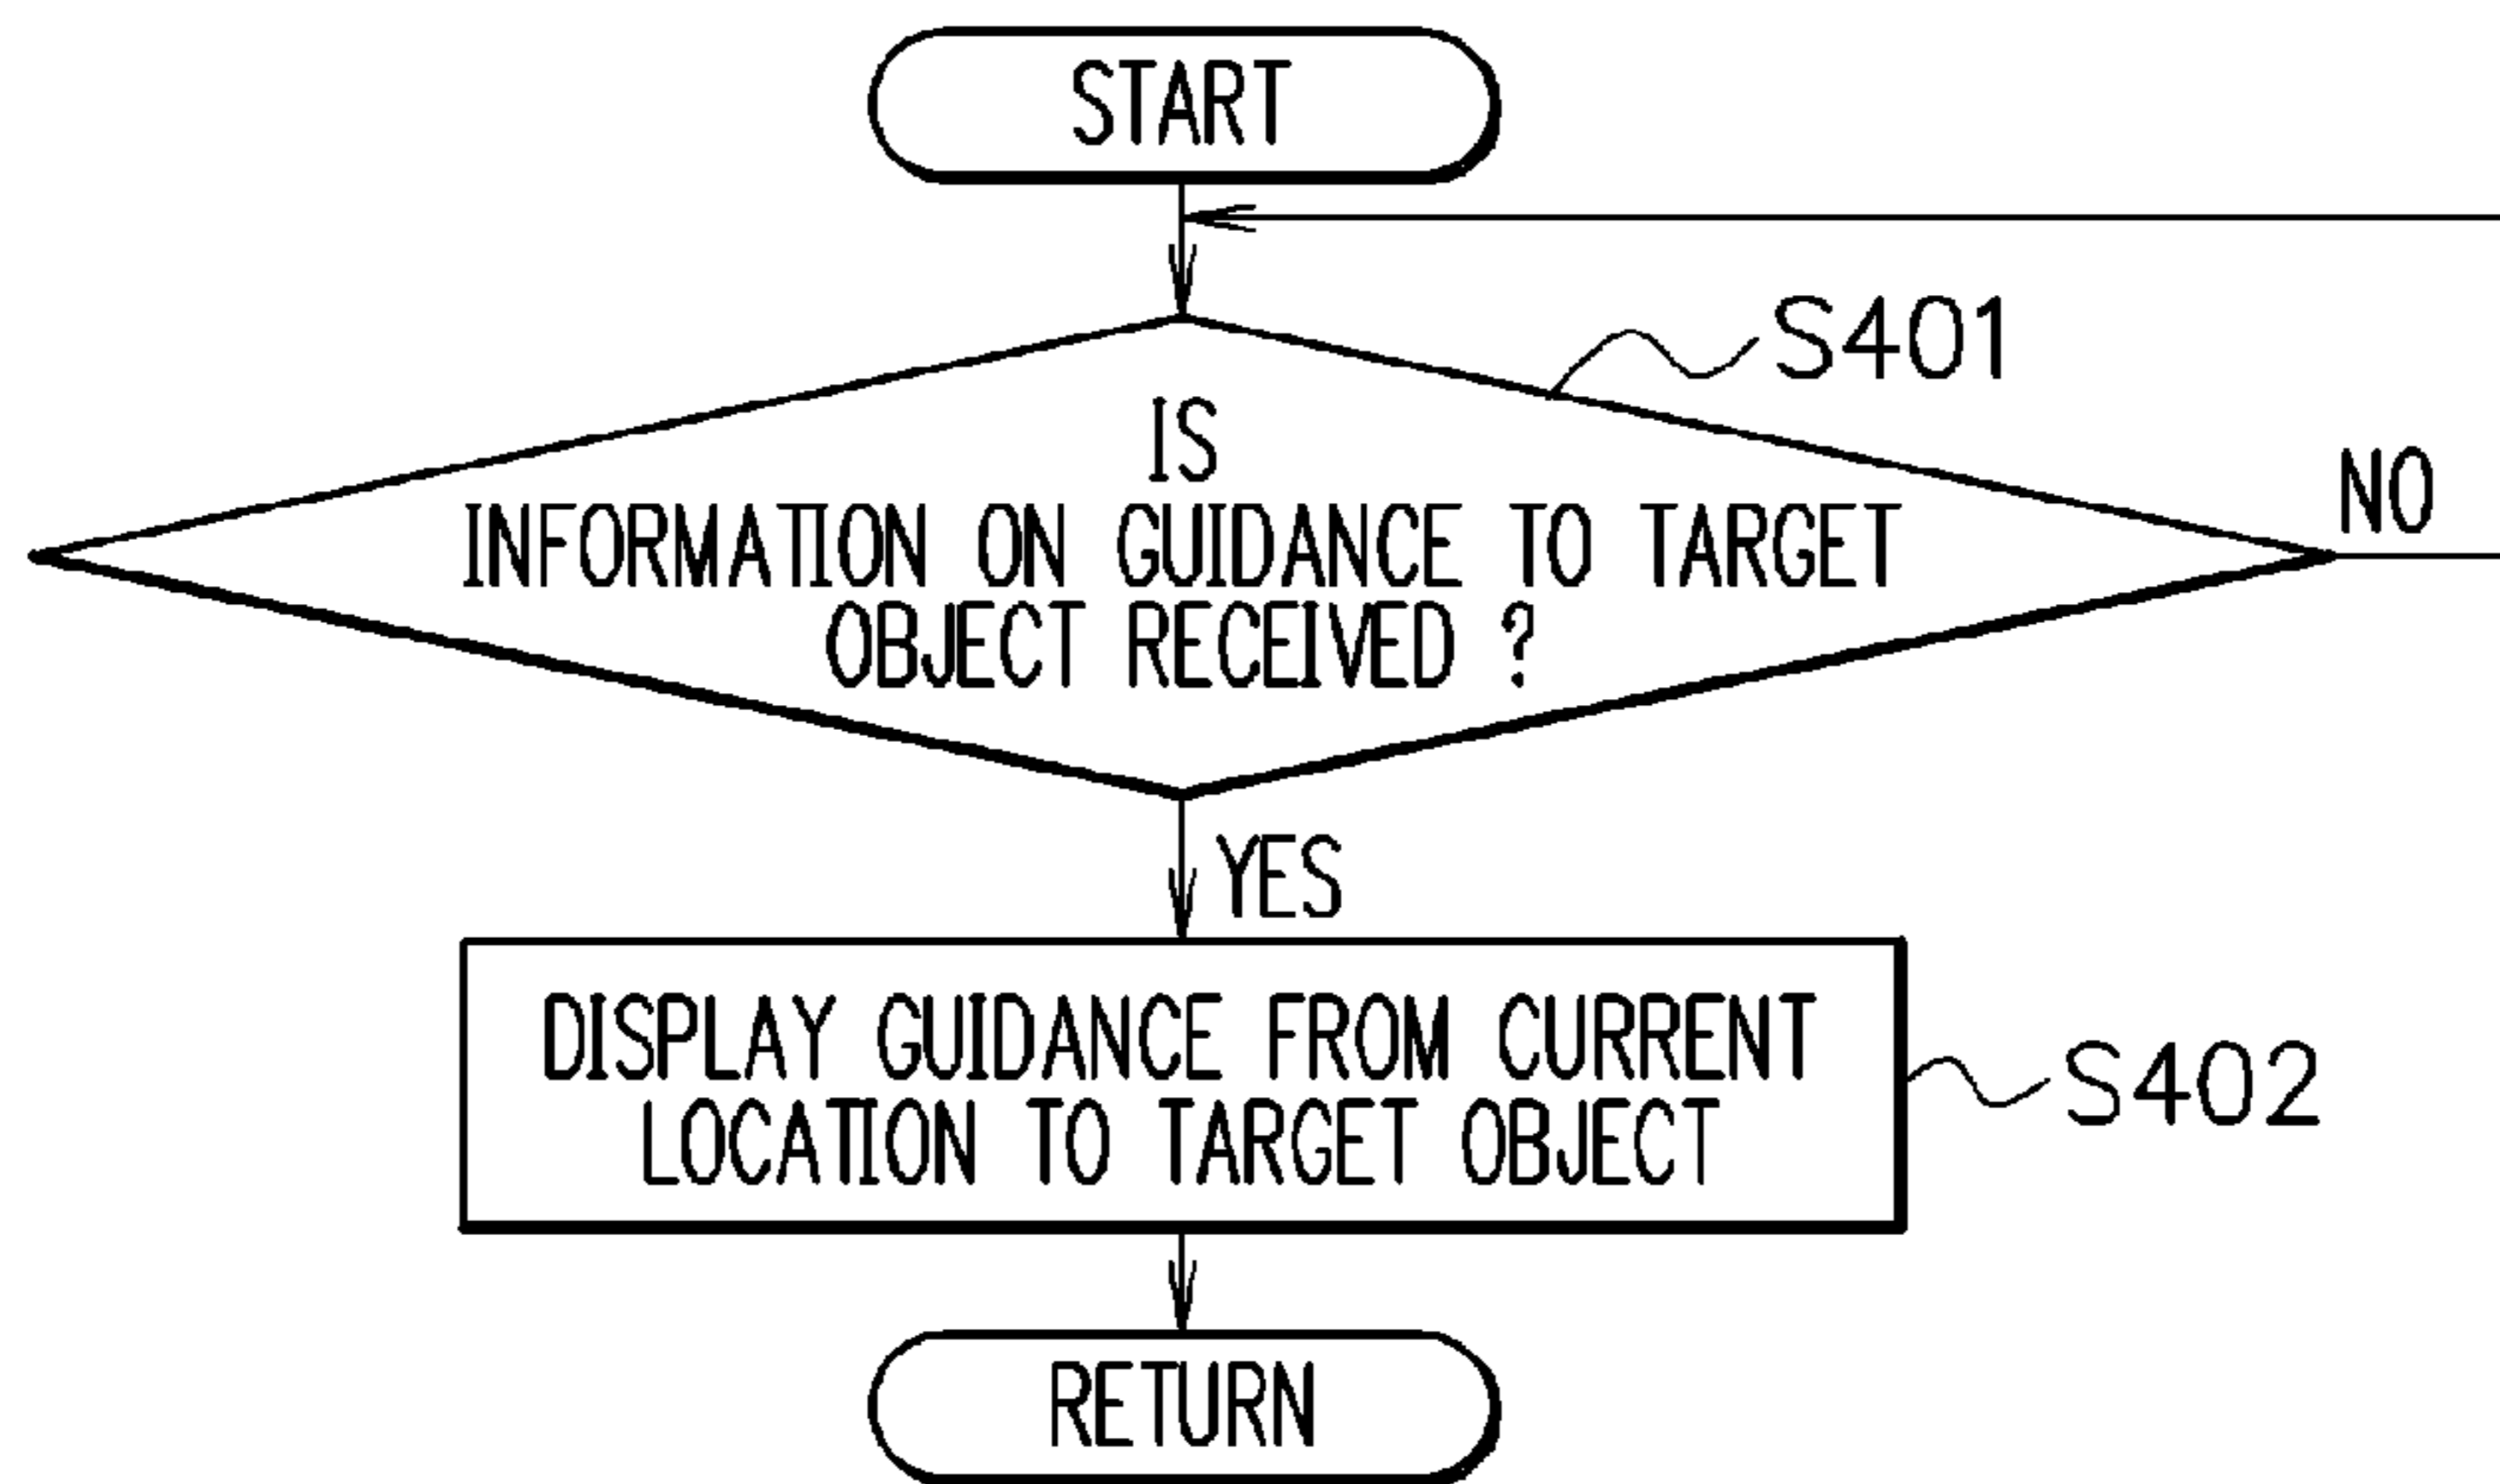 START
S401
IS
INFORMATION ON GUIDANCE TO TARGET
OBJECT RECEIVED ?
NO
YES
DISPLAY GUIDANCE FROM CURRENT
LOCATION TO TARGET OBJECT
S402
RETURN